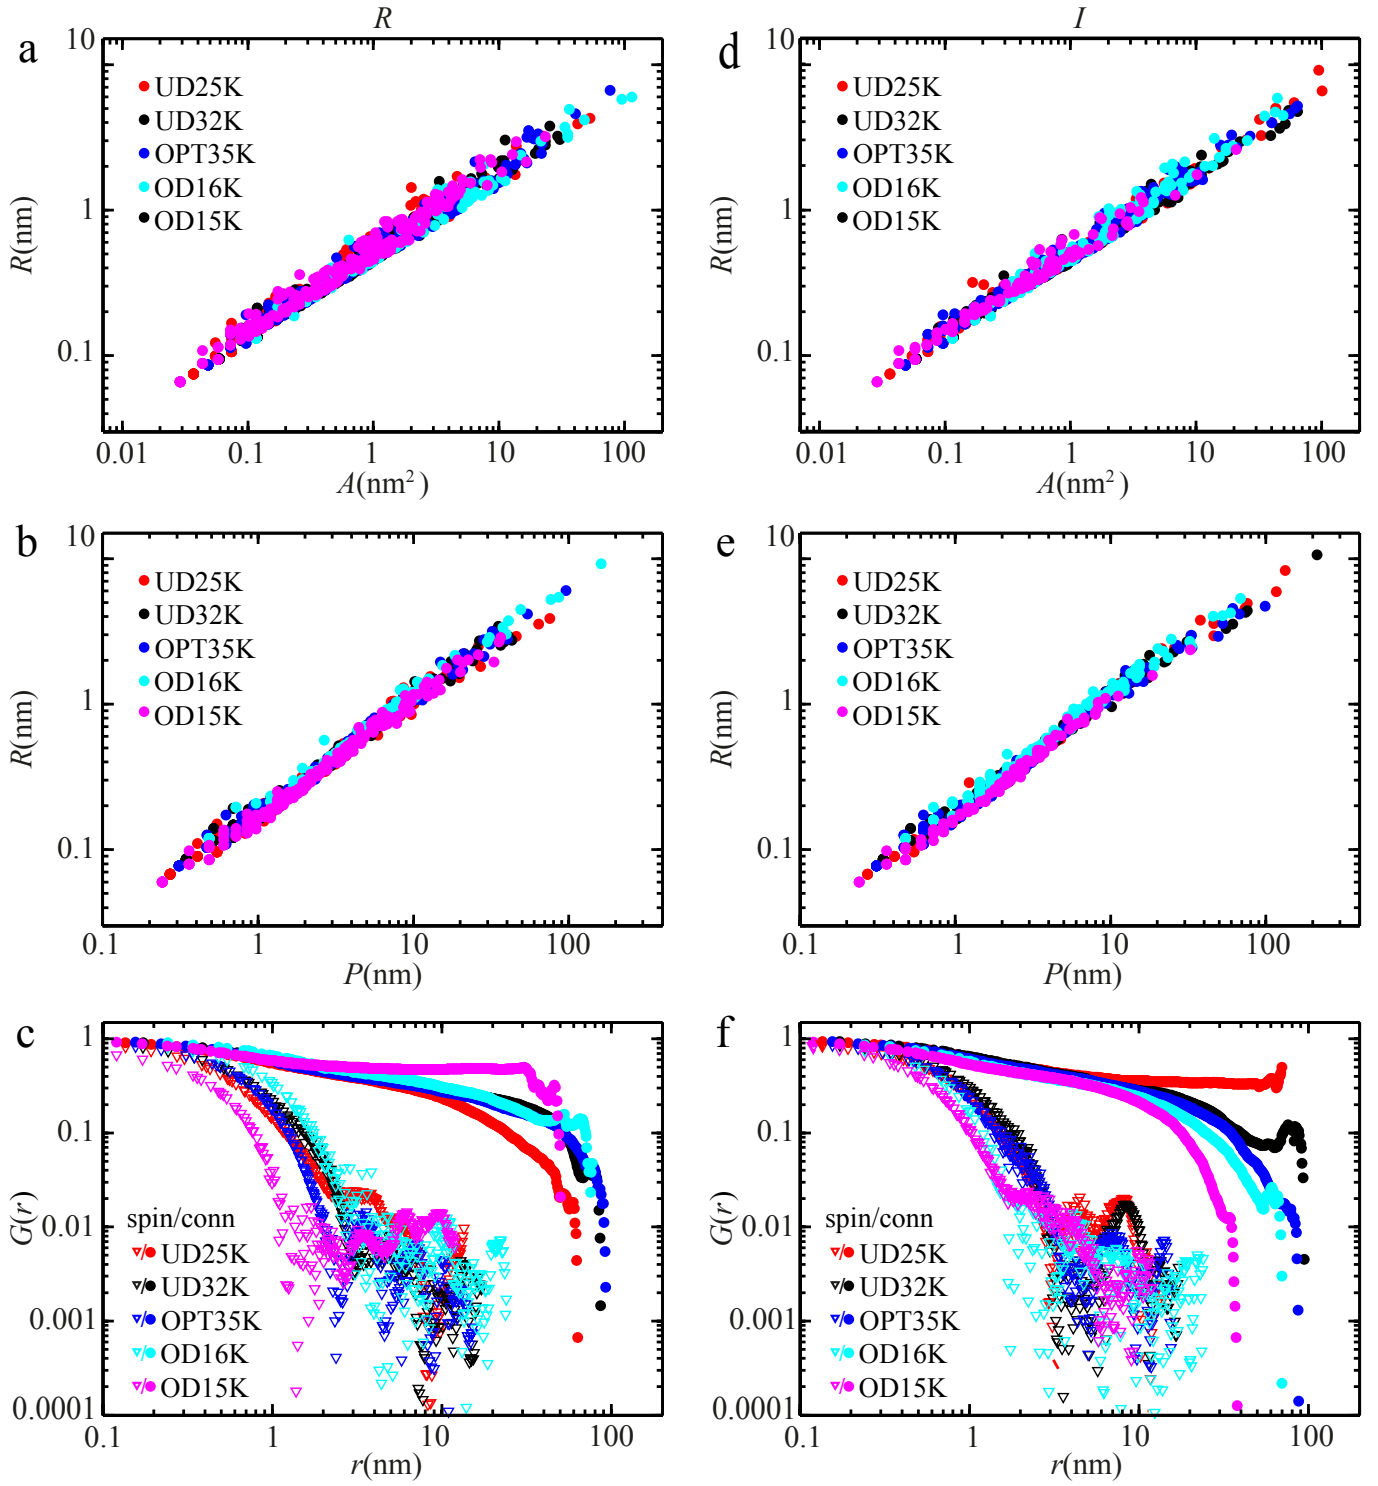 R
I
a
10
1
0.1
R(nm)
UD25K
UD32K
OPT35K
OD16K
OD15K
0.01 0.1 1 10 100
A(nm²)
d
10
1
0.1
R(nm)
UD25K
UD32K
OPT35K
OD16K
OD15K
0.01 0.1 1 10 100
A(nm²)
b
10
1
0.1
R(nm)
UD25K
UD32K
OPT35K
OD16K
OD15K
0.1 1 10 100
P(nm)
e
10
1
0.1
R(nm)
UD25K
UD32K
OPT35K
OD16K
OD15K
0.1 1 10 100
P(nm)
c
1
0.1
0.01
0.001
0.0001
G(r)
spin/conn
/ UD25K
/ UD32K
/ OPT35K
/ OD16K
/ OD15K
0.1 1 10 100
r(nm)
f
1
0.1
0.01
0.001
0.0001
G(r)
spin/conn
/ UD25K
/ UD32K
/ OPT35K
/ OD16K
/ OD15K
0.1 1 10 100
r(nm)